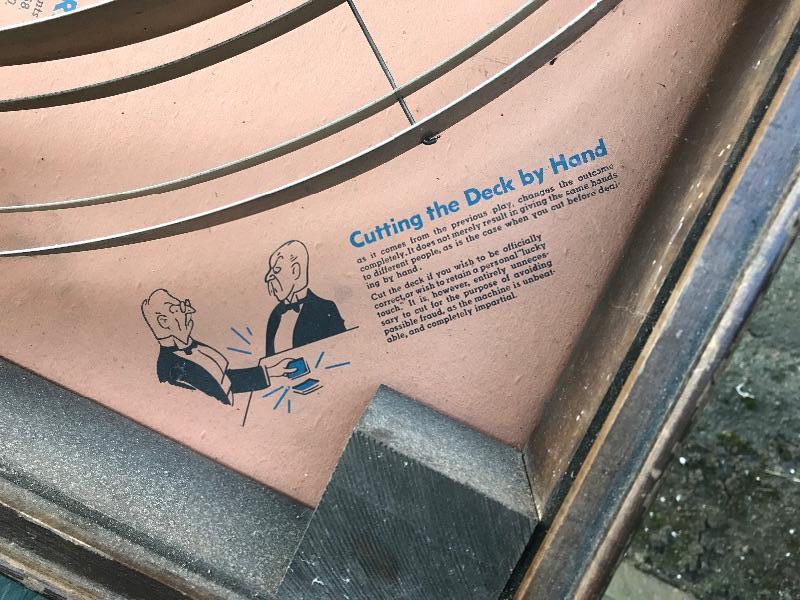 Cutting the Deck by Hand
as it comes from the previous play, changes the outcome
completely. It does not merely result in giving the same hands
to different people, as is the case when you cut before deal-
ing by hand.
Cut the deck if you wish to be officially
correct, or wish to retain a personal "lucky
touch." It is, however, entirely unneces-
sary to cut for the purpose of avoiding
possible fraud, as the machine is unbeat-
able, and completely impartial.